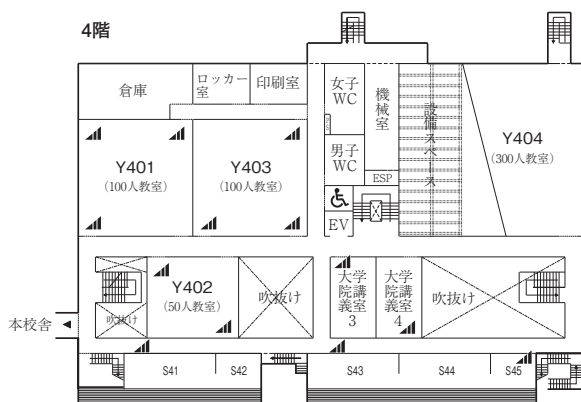 4階
倉庫
ロッカー
室
印刷室
女子
WC
男子
WC
機械室
設備スペース
ESP
EV
Y401
(100人教室)
Y403
(100人教室)
Y404
(300人教室)
Y402
(50人教室)
吹抜け
吹抜け
大学院講義室3
大学院講義室4
吹抜け
本校舎
S41
S42
S43
S44
S45